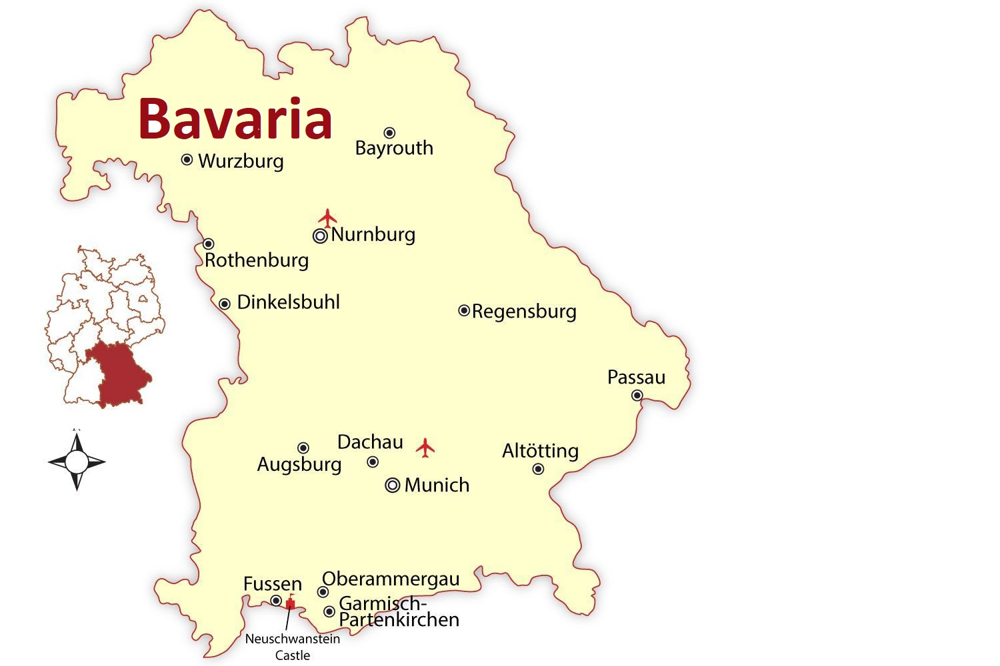 Bavaria
Bayrouth
Wurzburg
Nurnburg
Rothenburg
Dinkelsbuhl
Regensburg
Passau
Dachau
Altötting
Augsburg
Munich
Oberammergau
Fussen
Garmisch-
Partenkirchen
Neuschwanstein
Castle